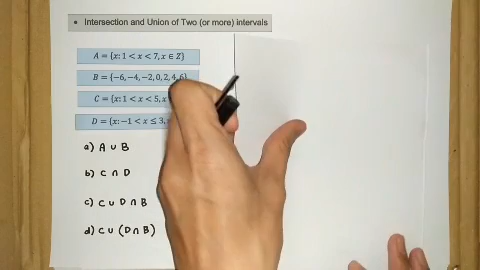 • Intersection and Union of Two (or more) intervals
A = {x: 1 < x < 7, x ∈ Z}
B = {−6, −4, −2, 0, 2, 4, 6}
C = {x: 1 < x < 5, x
D = {x: −1 < x ≤ 3,
a) A ∪ B
b) C ∩ D
c) C ∪ D ∩ B
d) C ∪ (D ∩ B)